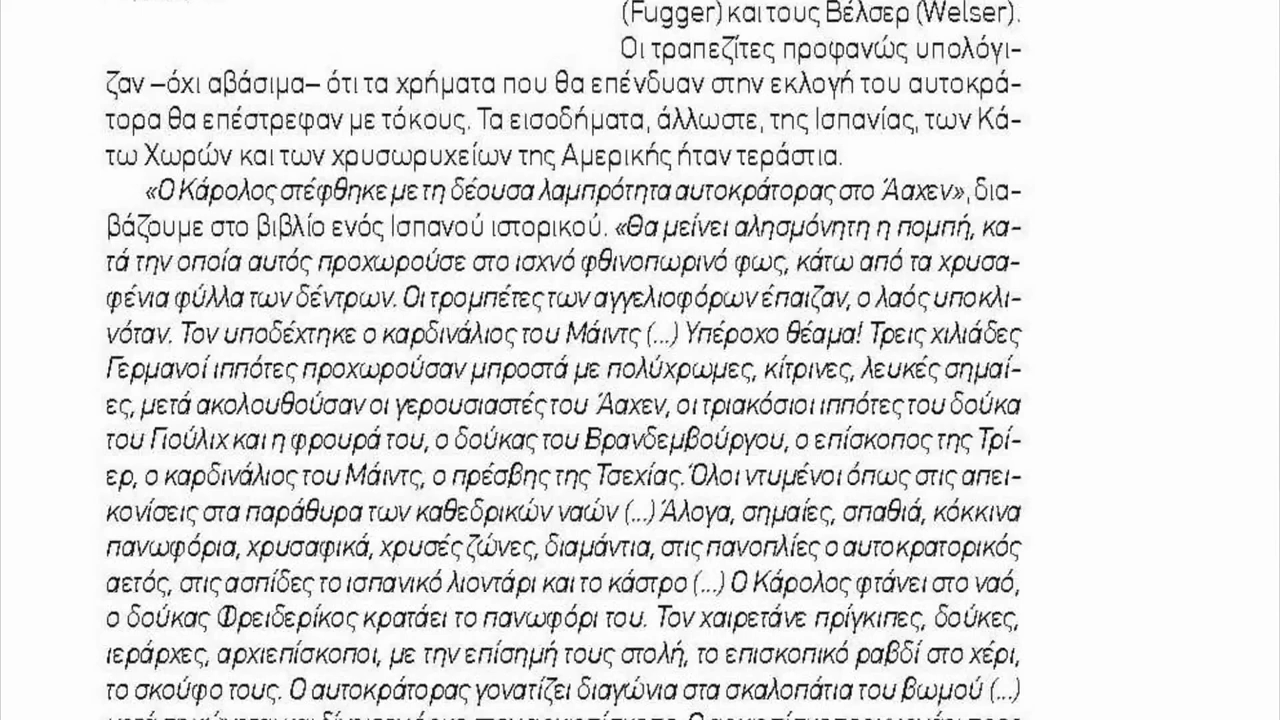 (Fugger) και τους Βέλσερ (Welser).
Οι τραπεζίτες προφανώς υπολόγι-
ζαν –όχι αβάσιμα– ότι τα χρήματα που θα επένδυαν στην εκλογή του αυτοκρά-
τορα θα επέστρεφαν με τόκους. Τα εισοδήματα, άλλωστε, της Ισπανίας, των Κά-
τω Χωρών και των χρυσωρυχείων της Αμερικής ήταν τεράστια.
«Ο Κάρολος στέφθηκε με τη δέουσα λαμπρότητα αυτοκράτορας στο Άαχεν», δια-
βάζουμε στο βιβλίο ενός Ισπανού ιστορικού. «Θα μείνει αλησμόνητη η πομπή, κα-
τά την οποία αυτός προχωρούσε στο ισχνό φθινοπωρινό φως, κάτω από τα χρυσα-
φένια φύλλα των δέντρων. Οι τρομπέτες των αγγελιοφόρων έπαιζαν, ο λαός υποκλι-
νόταν. Τον υποδέχτηκε ο καρδινάλιος του Μάιντς (...) Υπέροχο θέαμα! Τρεις χιλιάδες
Γερμανοί ιππότες προχωρούσαν μπροστά με πολύχρωμες, κίτρινες, λευκές σημαί-
ες, μετά ακολουθούσαν οι γερουσιαστές του Άαχεν, οι τριακόσιοι ιππότες του δούκα
του Γιούλιχ και η φρουρά του, ο δούκας του Βρανδεμβούργου, ο επίσκοπος της Τρί-
ερ, ο καρδινάλιος του Μάιντς, ο πρέσβης της Τσεχίας. Όλοι ντυμένοι όπως στις απει-
κονίσεις στα παράθυρα των καθεδρικών ναών (...) Άλογα, σημαίες, σπαθιά, κόκκινα
πανωφόρια, χρυσαφικά, χρυσές ζώνες, διαμάντια, στις πανοπλίες ο αυτοκρατορικός
αετός, στις ασπίδες το ισπανικό λιοντάρι και το κάστρο (...) Ο Κάρολος φτάνει στο ναό,
ο δούκας Φρειδερίκος κρατάει το πανωφόρι του. Τον χαιρετάνε πρίγκιπες, δούκες,
ιεράρχες, αρχιεπίσκοποι, με την επίσημή τους στολή, το επισκοπικό ραβδί στο χέρι,
το σκούφο τους. Ο αυτοκράτορας γονατίζει διαγώνια στα σκαλοπάτια του βωμού (...)